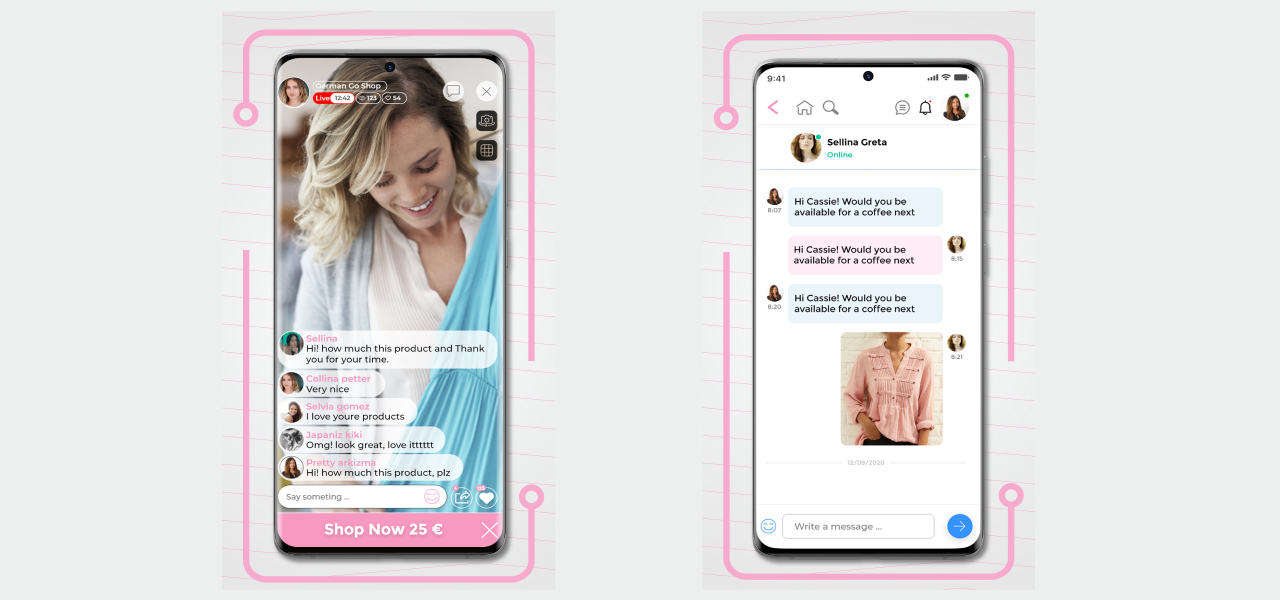 German Go Shop
Live 12:42 123 54
Sellina
Hi! how much this product and Thank
you for your time.
Collina petter
Very nice
Selvia gomez
I love youre products
Japaniz kiki
Omg! look great, love itttttt
Pretty arkizma
Hi! how much this product, plz
Say someting ...
Shop Now 25 €
9:41
Sellina Greta
Online
Hi Cassie! Would you be
available for a coffee next
8:07
Hi Cassie! Would you be
available for a coffee next
8:15
Hi Cassie! Would you be
available for a coffee next
8:20
8:21
12/09/2020
Write a message ...